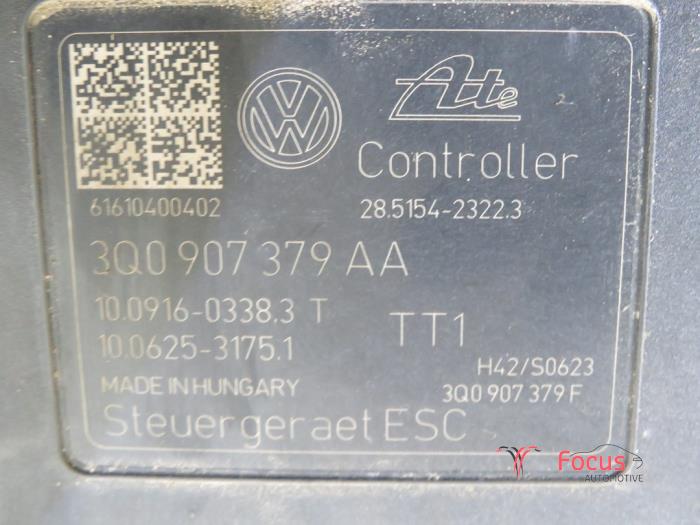 Ate
Controller
61610400402
28.5154-2322.3
3Q0 907 379 AA
10.0916-0338.3 T
10.0625-3175.1
TT1
H42/S0623
MADE IN HUNGARY
3Q0 907 379 F
Steuergeraet ESC
Focus
AUTOMOTIVE